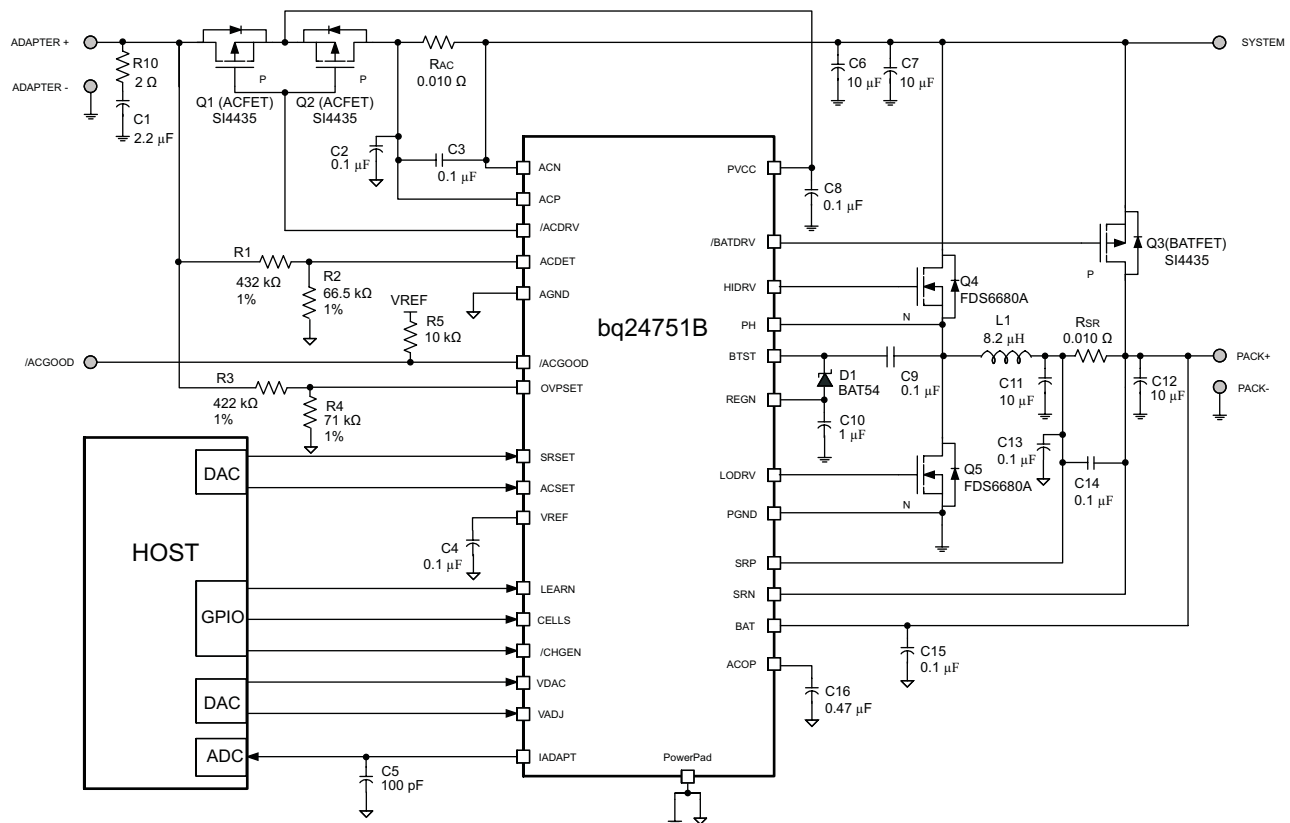 ADAPTER +
ADAPTER -
R10
2 Ω
C1
2.2 µF
P
P
Q1 (ACFET)
SI4435
Q2 (ACFET)
SI4435
RAC
0.010 Ω
C6
10 µF
C7
10 µF
SYSTEM
C2
0.1 µF
C3
0.1 µF
ACN
ACP
/ACDRV
ACDET
AGND
/ACGOOD
OVPSET
SRSET
ACSET
VREF
LEARN
CELLS
/CHGEN
VDAC
VADJ
IADAPT
R1
432 kΩ
1%
R2
66.5 kΩ
1%
VREF
R5
10 kΩ
/ACGOOD
R3
422 kΩ
1%
R4
71 kΩ
1%
HOST
DAC
GPIO
DAC
ADC
C4
0.1 µF
C5
100 pF
bq24751B
PowerPad
PVCC
/BATDRV
HIDRV
PH
BTST
REGN
LODRV
PGND
SRP
SRN
BAT
ACOP
C8
0.1 µF
Q3(BATFET)
SI4435
P
Q4
FDS6680A
N
L1
8.2 µH
RSR
0.010 Ω
PACK+
PACK-
D1
BAT54
C9
0.1 µF
C10
1 µF
C11
10 µF
C12
10 µF
C13
0.1 µF
C14
0.1 µF
Q5
FDS6680A
N
C15
0.1 µF
C16
0.47 µF